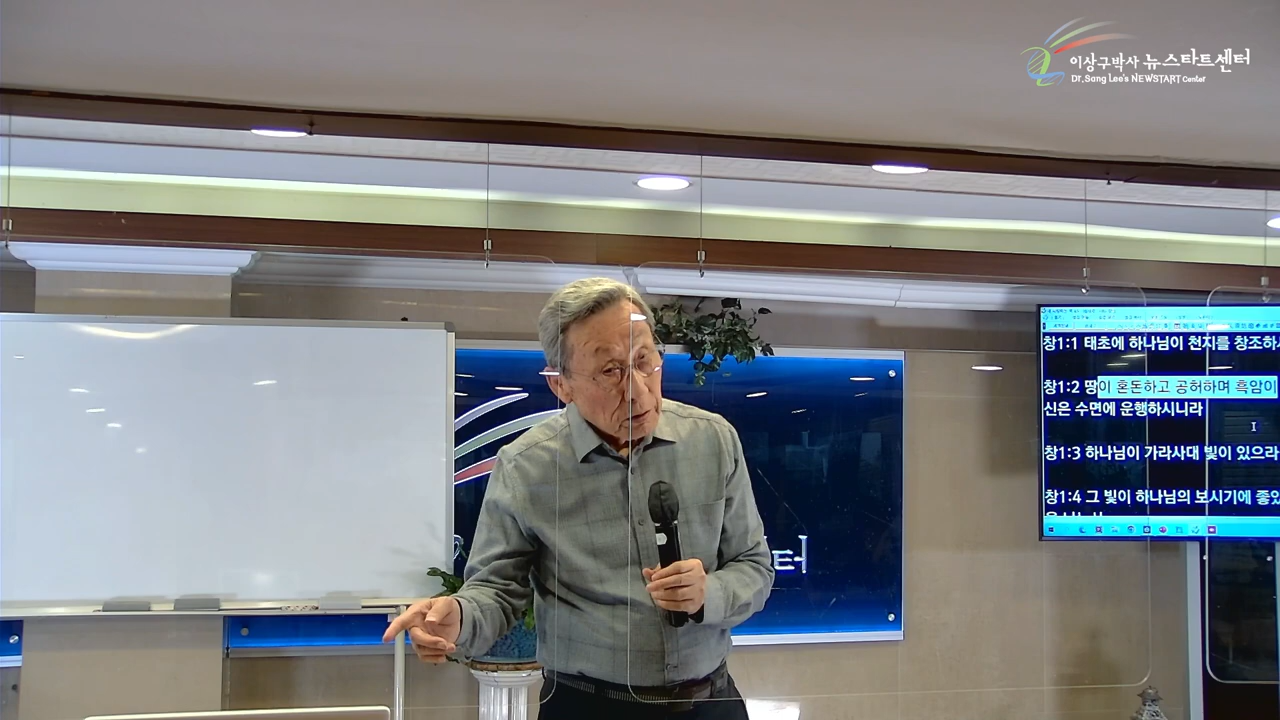 이상구박사 뉴스타트센터
Dr. Sang Lee's NEWSTART Center
창1:1 태초에 하나님이 천지를 창조하시
창1:2 땅이 혼돈하고 공허하며 흑암이
신은 수면에 운행하시니라
창1:3 하나님이 가라사대 빛이 있으라
창1:4 그 빛이 하나님의 보시기에 좋았
터